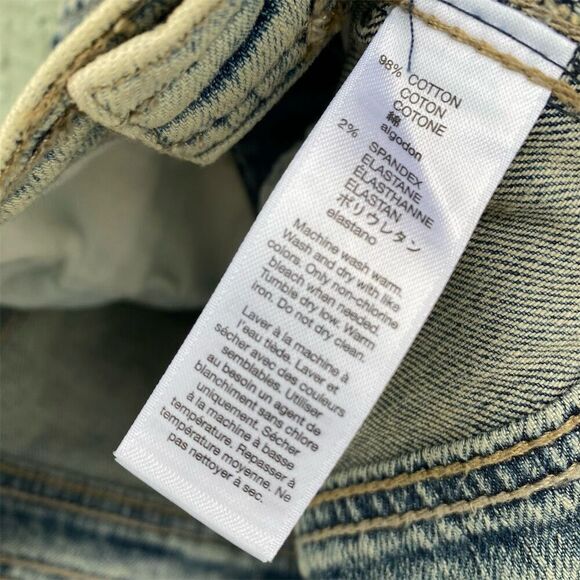 98% COTTON
COTON
COTONE
綿
algodon
2% SPANDEX
ELASTANE
ELASTHANNE
ELASTAN
ポリウレタン
elastano
Machine wash warm.
Wash and dry with like
colors. Only non-chlorine
bleach when needed.
Tumble dry low. Warm
iron. Do not dry clean.
Laver à la machine à
l'eau tiède. Laver et
sécher avec des couleurs
semblables. Utiliser
au besoin un agent de
blanchiment sans chlore
uniquement. Sécher
à la machine à basse
température. Repasser à
température moyenne. Ne
pas nettoyer à sec.